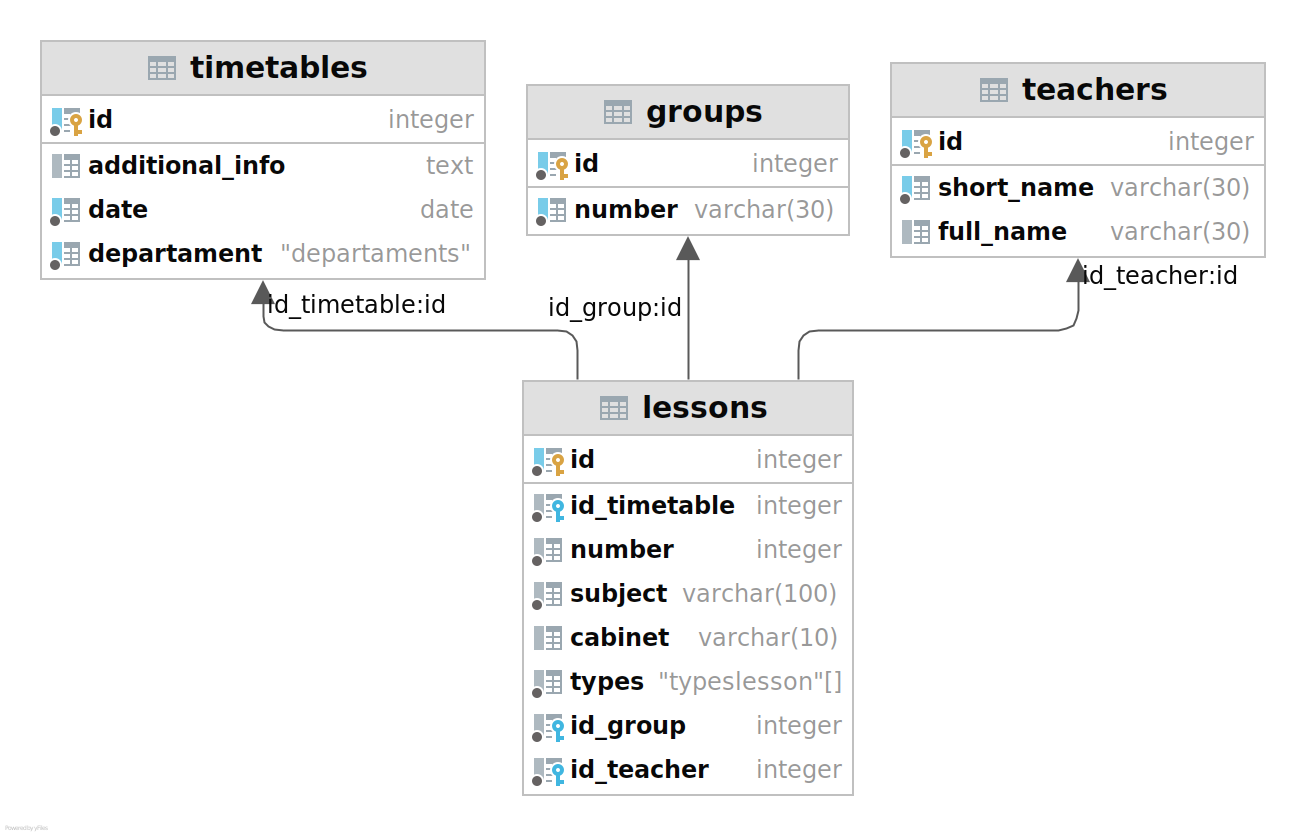 timetables
id integer
additional_info text
date date
departament "departaments"
groups
id integer
number varchar(30)
teachers
id integer
short_name varchar(30)
full_name varchar(30)
id_timetable:id
id_group:id
id_teacher:id
lessons
id integer
id_timetable integer
number integer
subject varchar(100)
cabinet varchar(10)
types "typeslesson"[]
id_group integer
id_teacher integer
Powered by yFiles